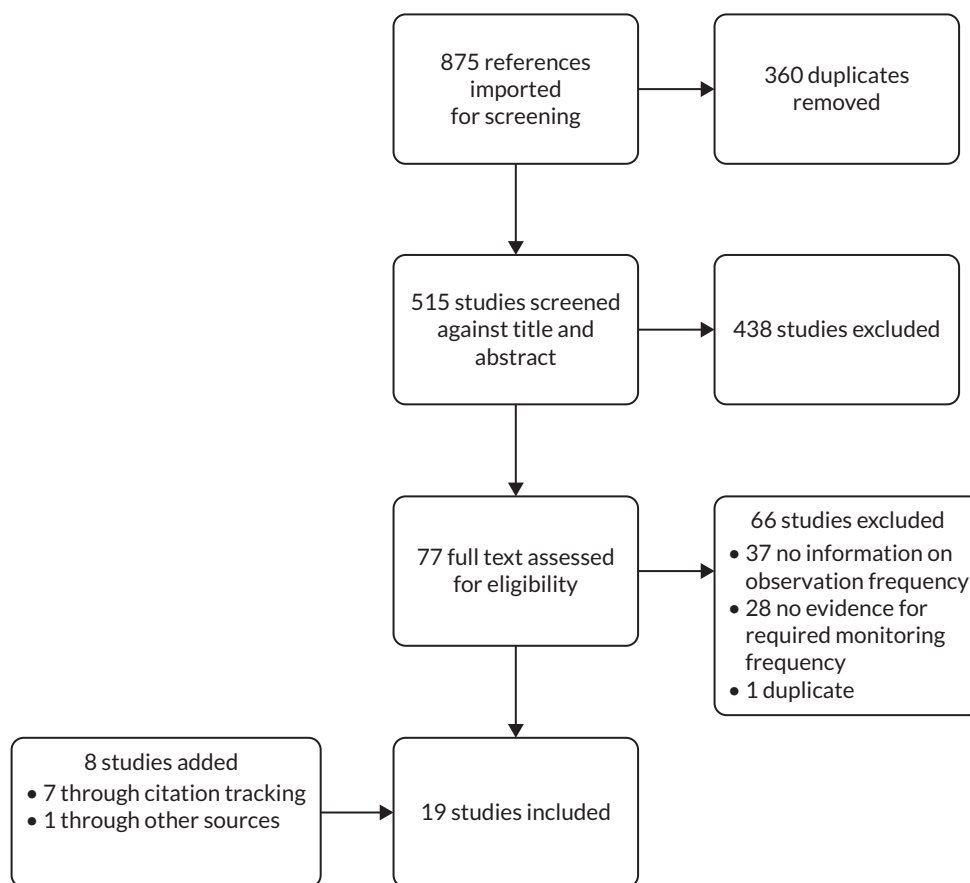 875 references
imported
for screening
360 duplicates
removed
515 studies screened
against title and
abstract
438 studies excluded
77 full text assessed
for eligibility
66 studies excluded
• 37 no information on
observation frequency
• 28 no evidence for
required monitoring
frequency
• 1 duplicate
8 studies added
• 7 through citation tracking
• 1 through other sources
19 studies included